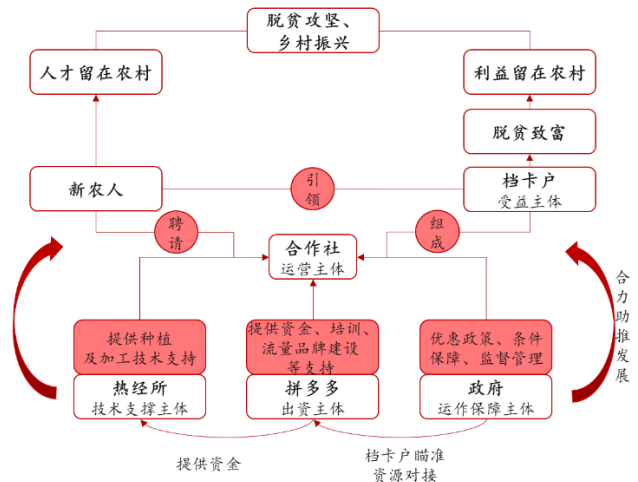 脱贫攻坚、
乡村振兴
人才留在农村
利益留在农村
脱贫致富
新农人
引
领
档卡户
受益主体
聘
请
组
成
合作社
运营主体
合力助推发展
提供种植
及加工技术支持
提供资金、培训、
流量品牌建设
等支持
优惠政策、条件
保障、监督管理
热经所
技术支撑主体
拼多多
出资主体
政府
运作保障主体
提供资金
档卡户瞄准
资源对接